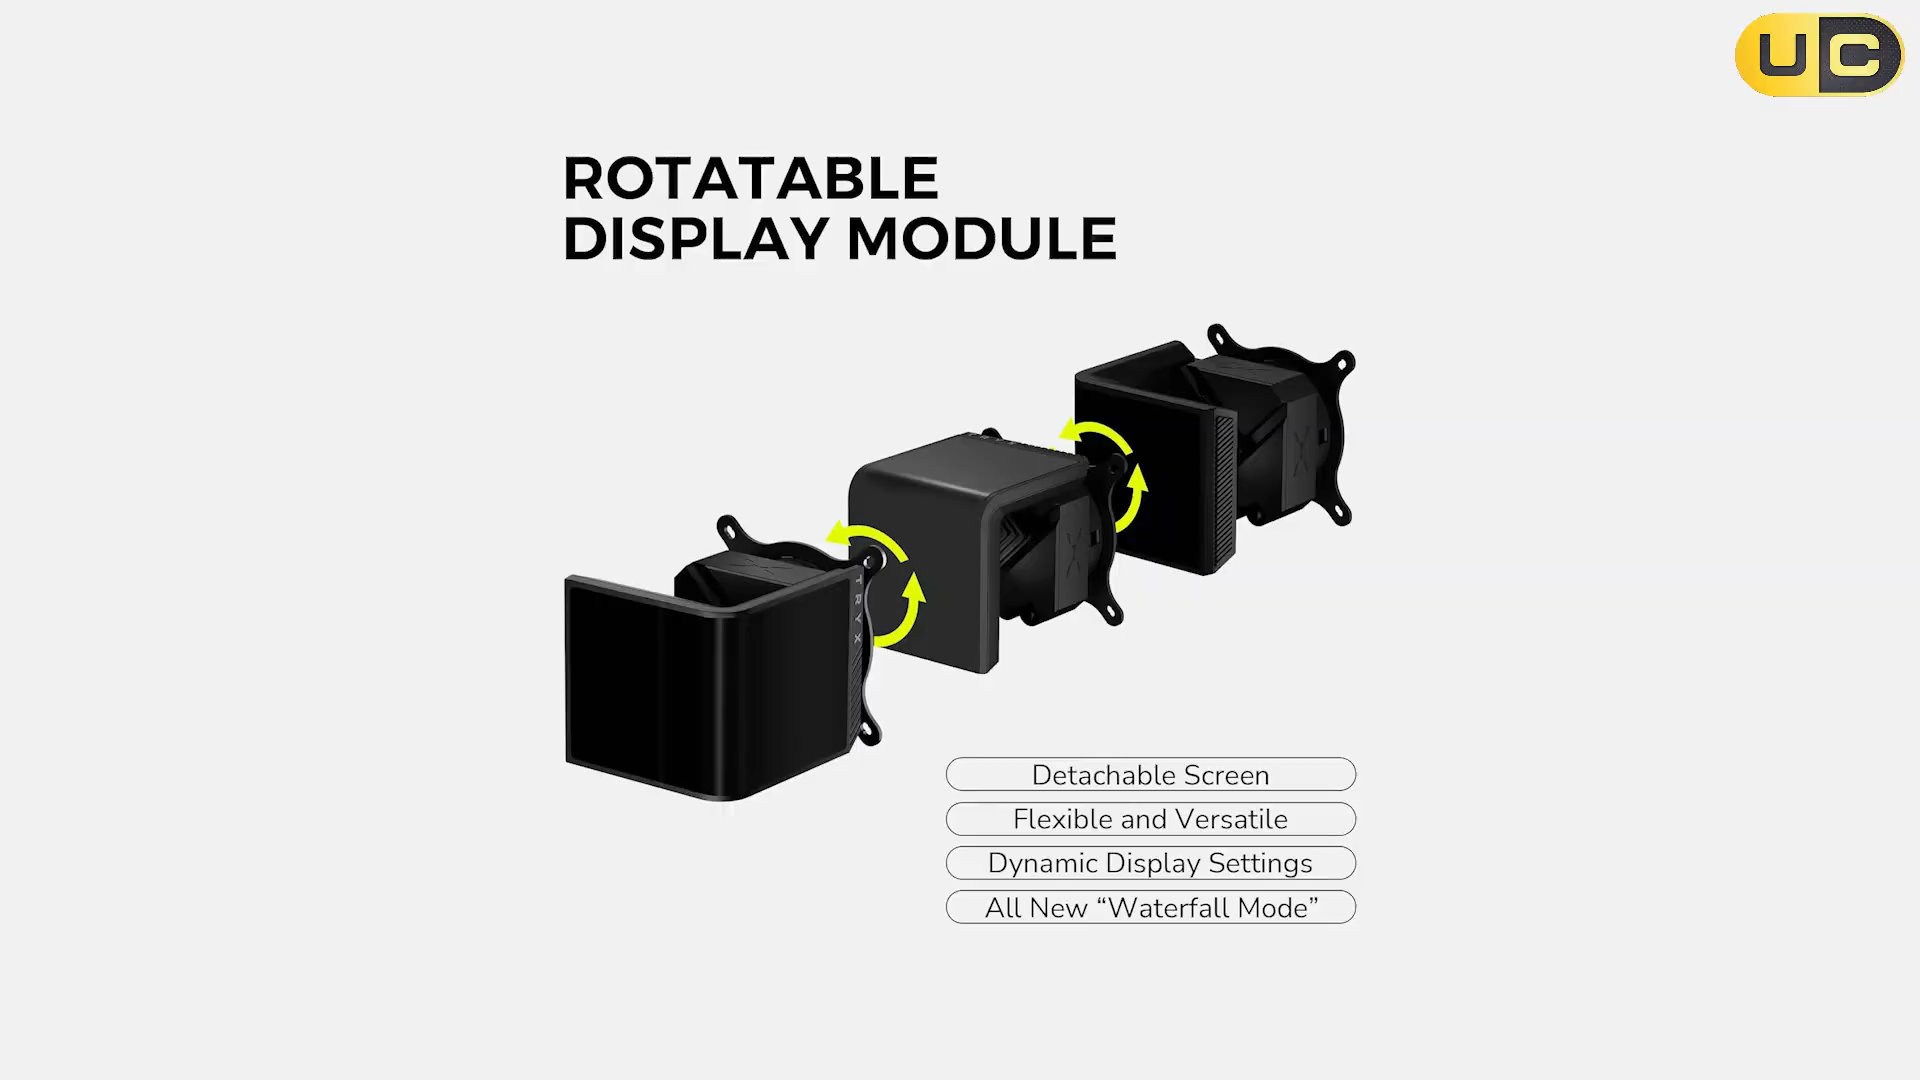 UC
ROTATABLE
DISPLAY MODULE
TRYX
Detachable Screen
Flexible and Versatile
Dynamic Display Settings
All New “Waterfall Mode”